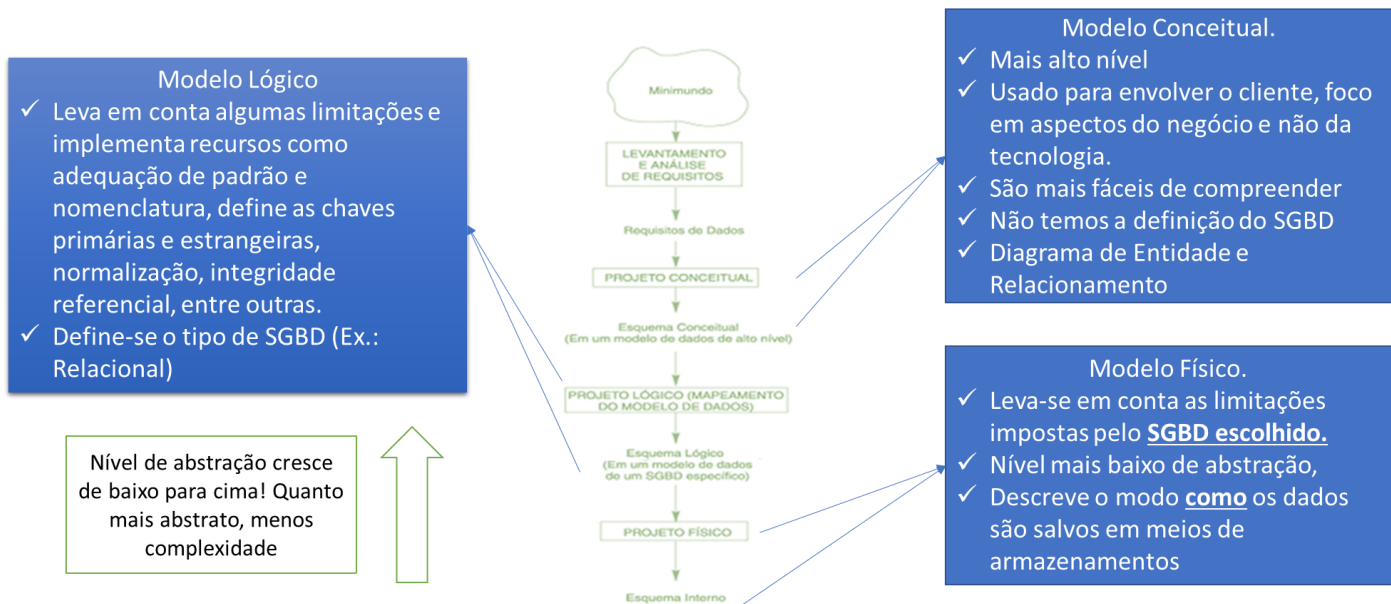 Modelo Lógico
✓ Leva em conta algumas limitações e
implementa recursos como
adequação de padrão e
nomenclatura, define as chaves
primárias e estrangeiras,
normalização, integridade
referencial, entre outras.
✓ Define-se o tipo de SGBD (Ex.:
Relacional)
Nível de abstração cresce
de baixo para cima! Quanto
mais abstrato, menos
complexidade
Minimundo
LEVANTAMENTO
E ANÁLISE
DE REQUISITOS
Requisitos de Dados
PROJETO CONCEITUAL
Esquema Conceitual
(Em um modelo de dados de alto nível)
PROJETO LÓGICO (MAPEAMENTO
DO MODELO DE DADOS)
Esquema Lógico
(Em um modelo de dados
de um SGBD específico)
PROJETO FÍSICO
Esquema Interno
Modelo Conceitual.
✓ Mais alto nível
✓ Usado para envolver o cliente, foco
em aspectos do negócio e não da
tecnologia.
✓ São mais fáceis de compreender
✓ Não temos a definição do SGBD
✓ Diagrama de Entidade e
Relacionamento
Modelo Físico.
✓ Leva-se em conta as limitações
impostas pelo SGBD escolhido.
✓ Nível mais baixo de abstração,
✓ Descreve o modo como os dados
são salvos em meios de
armazenamentos